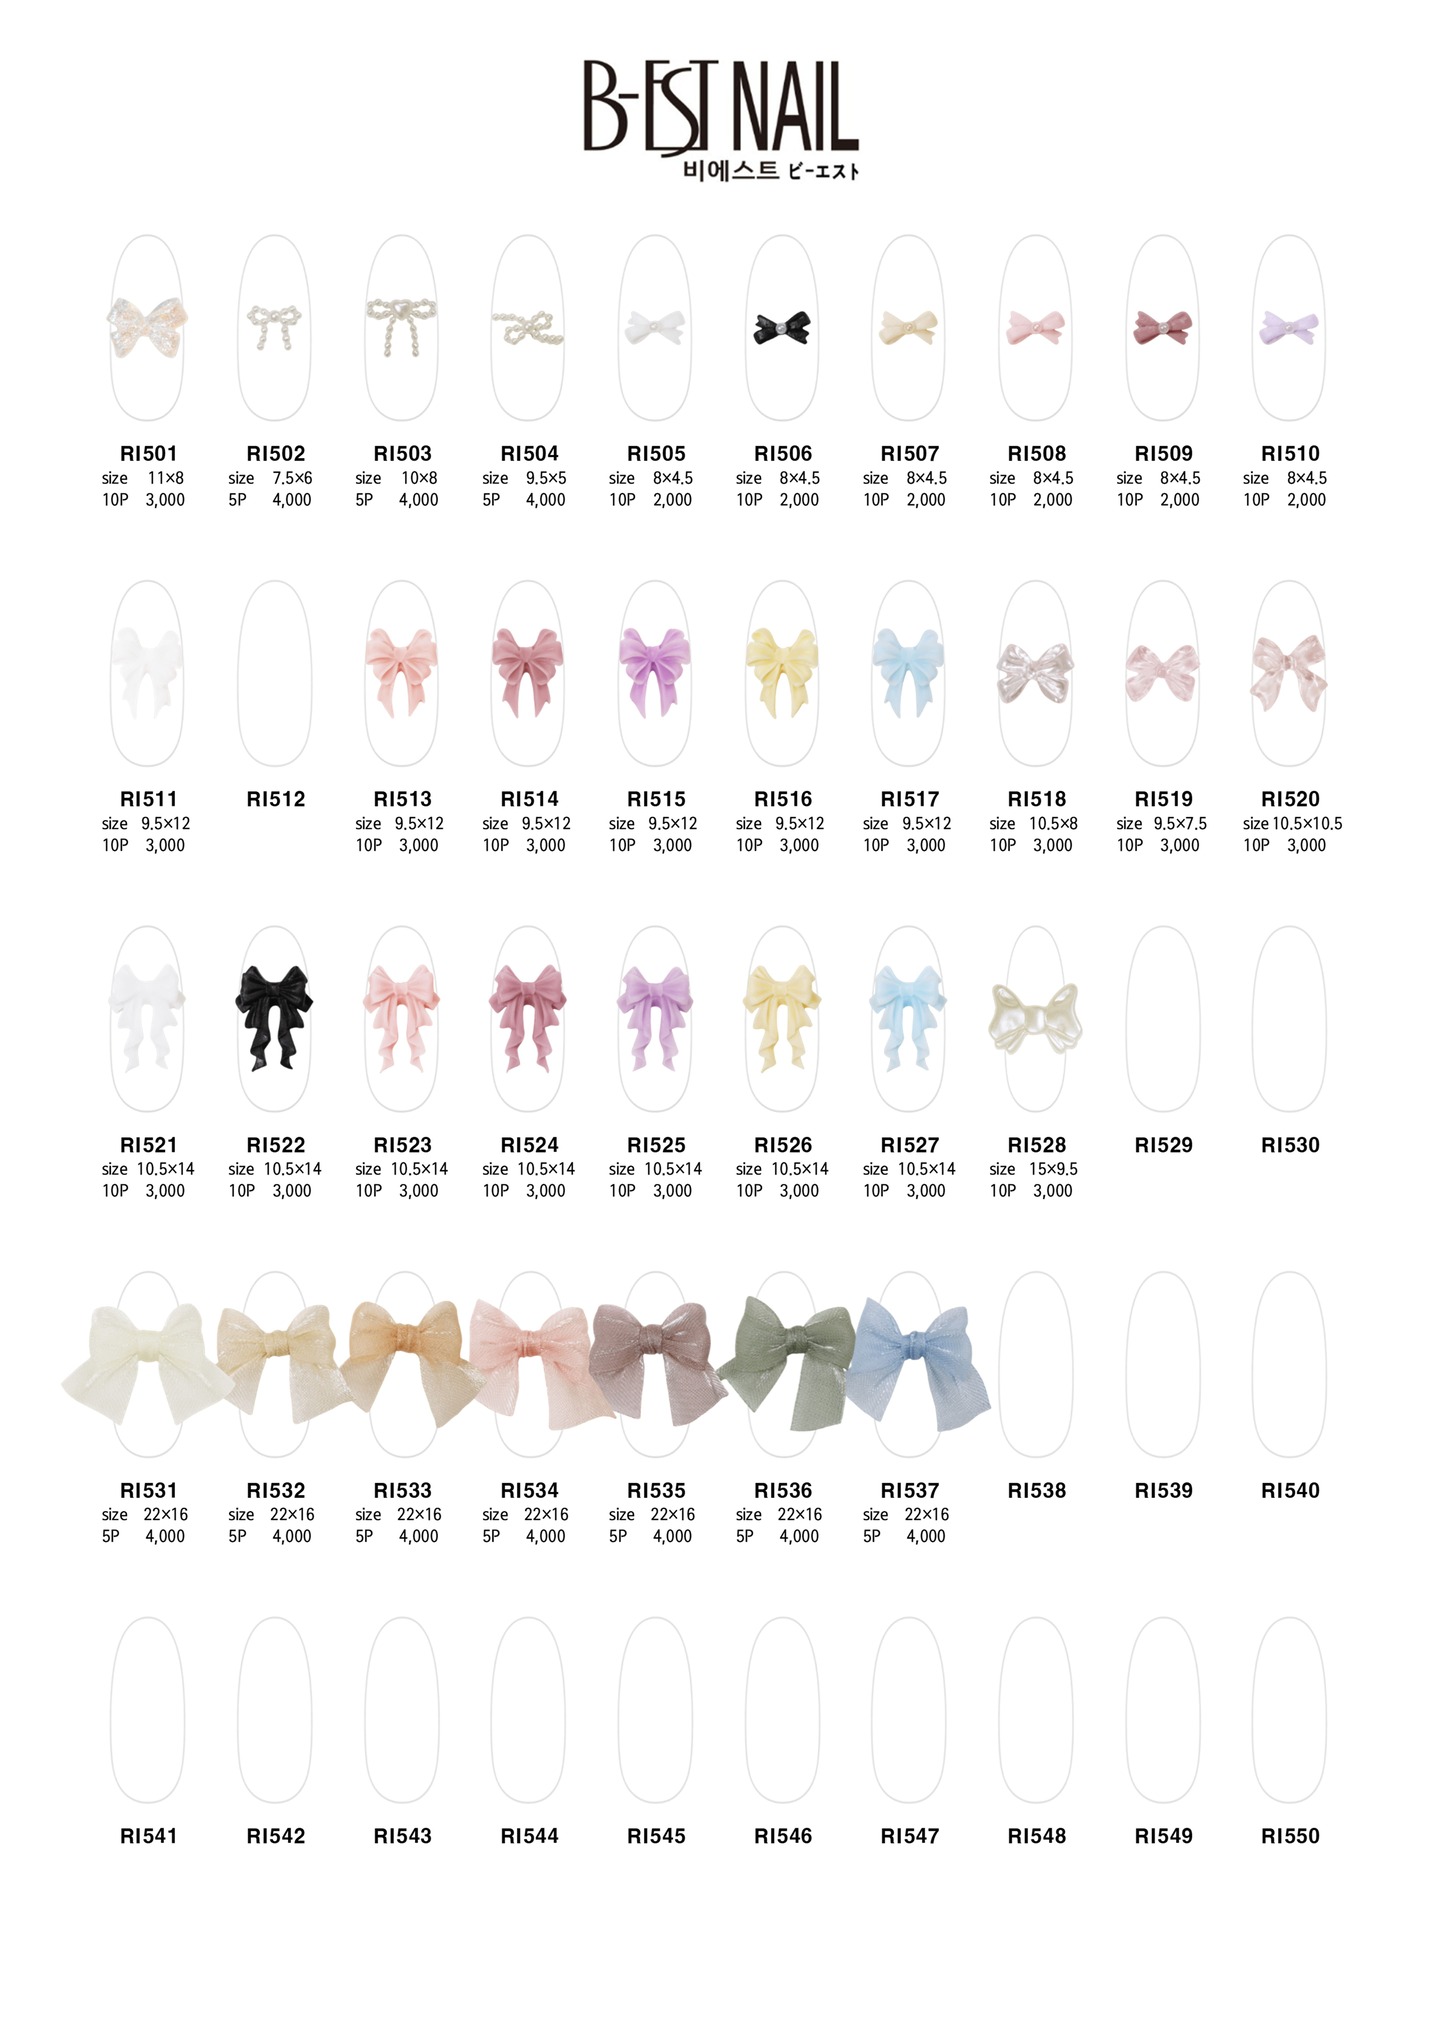 B-EST NAIL
비에스트 ビーエスト
RI501 RI502 RI503 RI504 RI505 RI506 RI507 RI508 RI509 RI510
size 11×8 size 7.5×6 size 10×8 size 9.5×5 size 8×4.5 size 8×4.5 size 8×4.5 size 8×4.5 size 8×4.5 size 8×4.5
10P 3,000 5P 4,000 5P 4,000 5P 4,000 10P 2,000 10P 2,000 10P 2,000 10P 2,000 10P 2,000 10P 2,000
RI511 RI512 RI513 RI514 RI515 RI516 RI517 RI518 RI519 RI520
size 9.5×12 size 9.5×12 size 9.5×12 size 9.5×12 size 9.5×12 size 9.5×12 size 10.5×8 size 9.5×7.5 size 10.5×10.5
10P 3,000 10P 3,000 10P 3,000 10P 3,000 10P 3,000 10P 3,000 10P 3,000 10P 3,000 10P 3,000
RI521 RI522 RI523 RI524 RI525 RI526 RI527 RI528 RI529 RI530
size 10.5×14 size 10.5×14 size 10.5×14 size 10.5×14 size 10.5×14 size 10.5×14 size 10.5×14 size 15×9.5
10P 3,000 10P 3,000 10P 3,000 10P 3,000 10P 3,000 10P 3,000 10P 3,000 10P 3,000
RI531 RI532 RI533 RI534 RI535 RI536 RI537 RI538 RI539 RI540
size 22×16 size 22×16 size 22×16 size 22×16 size 22×16 size 22×16 size 22×16
5P 4,000 5P 4,000 5P 4,000 5P 4,000 5P 4,000 5P 4,000 5P 4,000
RI541 RI542 RI543 RI544 RI545 RI546 RI547 RI548 RI549 RI550